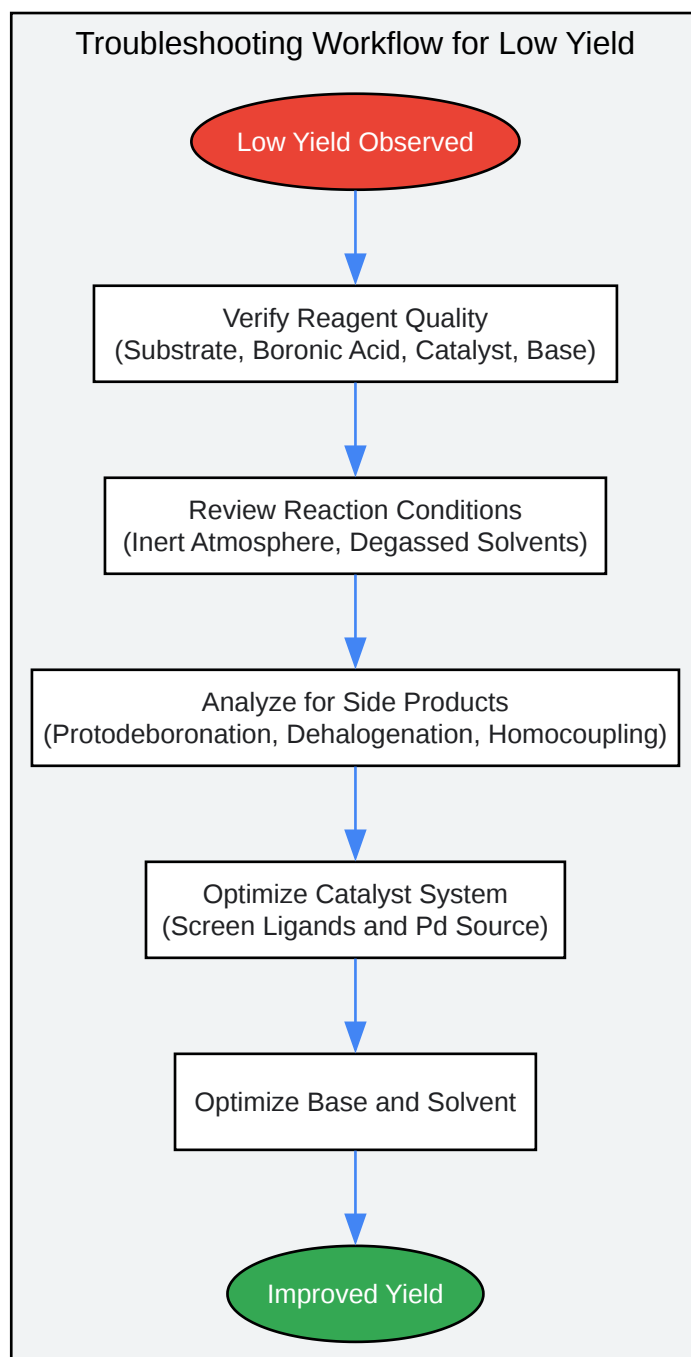 Troubleshooting Workflow for Low Yield
Low Yield Observed
Verify Reagent Quality
(Substrate, Boronic Acid, Catalyst, Base)
Review Reaction Conditions
(Inert Atmosphere, Degassed Solvents)
Analyze for Side Products
(Protodeboronation, Dehalogenation, Homocoupling)
Optimize Catalyst System
(Screen Ligands and Pd Source)
Optimize Base and Solvent
Improved Yield